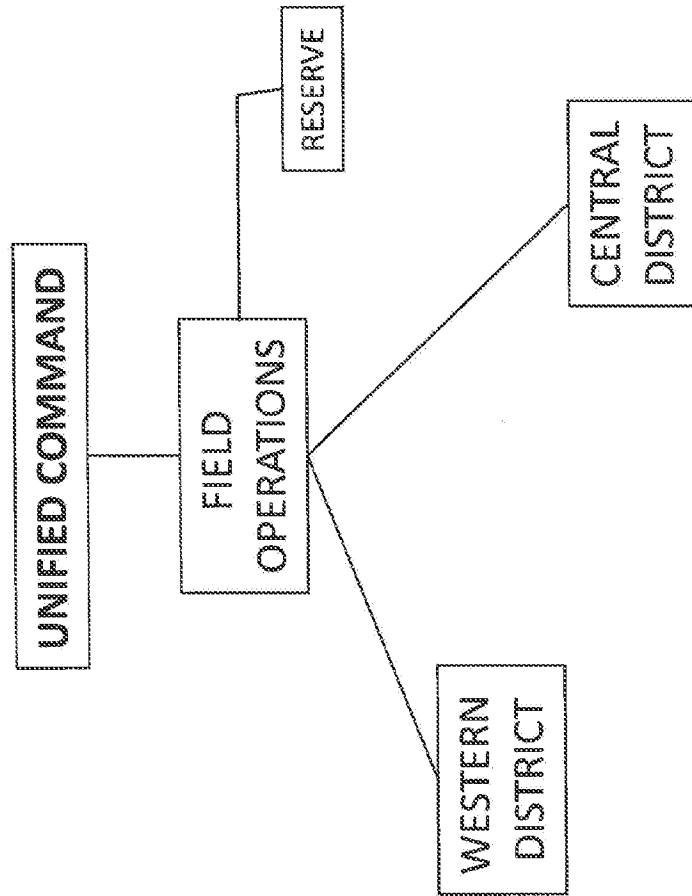 UNIFIED COMMAND
FIELD
OPERATIONS
RESERVE
WESTERN
DISTRICT
CENTRAL
DISTRICT